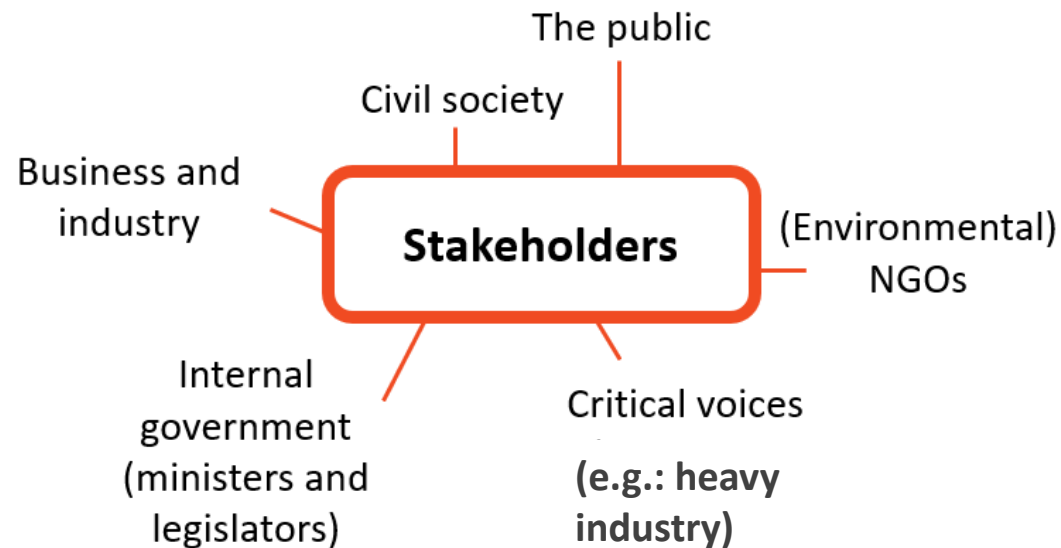 The public
Civil society
Business and
industry
Stakeholders
(Environmental)
NGOs
Internal
government
(ministers and
legislators)
Critical voices
(e.g.: heavy
industry)